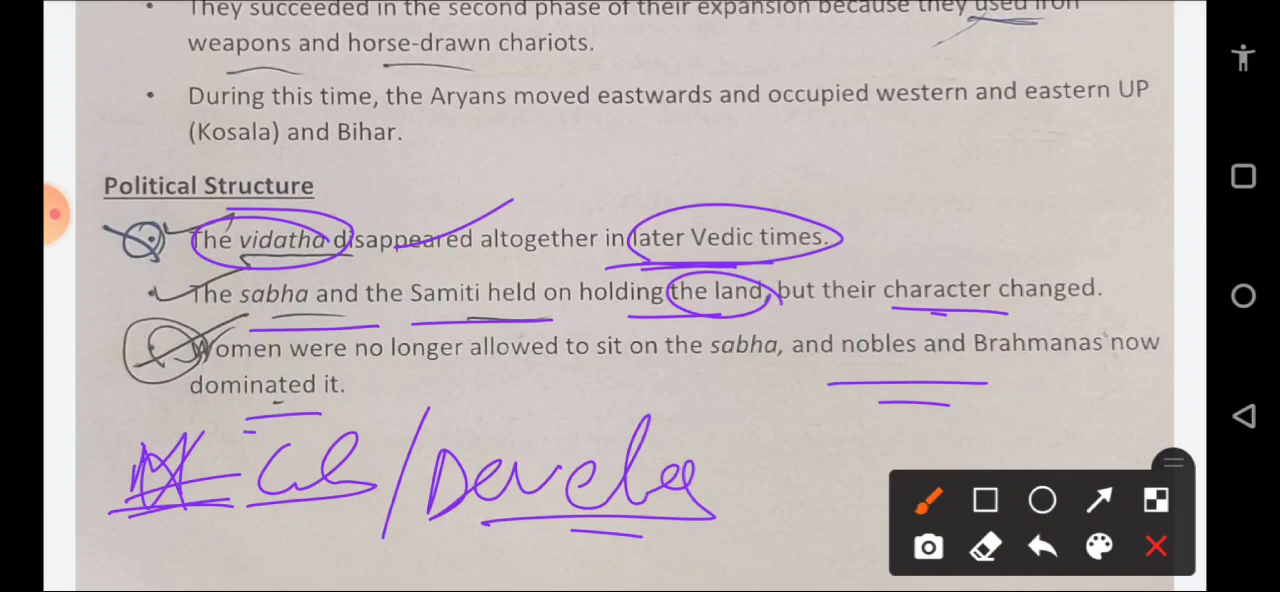 They succeeded in the second phase of their expansion because they used iron
weapons and horse-drawn chariots.
• During this time, the Aryans moved eastwards and occupied western and eastern UP
(Kosala) and Bihar.
Political Structure
The vidatha disappeared altogether in later Vedic times.
The sabha and the Samiti held on holding the land, but their character changed.
Women were no longer allowed to sit on the sabha, and nobles and Brahmanas now
dominated it.